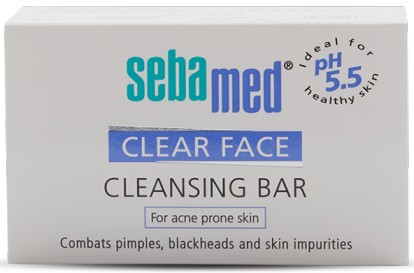 sebamed®
Ideal for
pH
5.5
healthy skin
CLEAR FACE
CLEANSING BAR
For acne prone skin
Combats pimples, blackheads and skin impurities